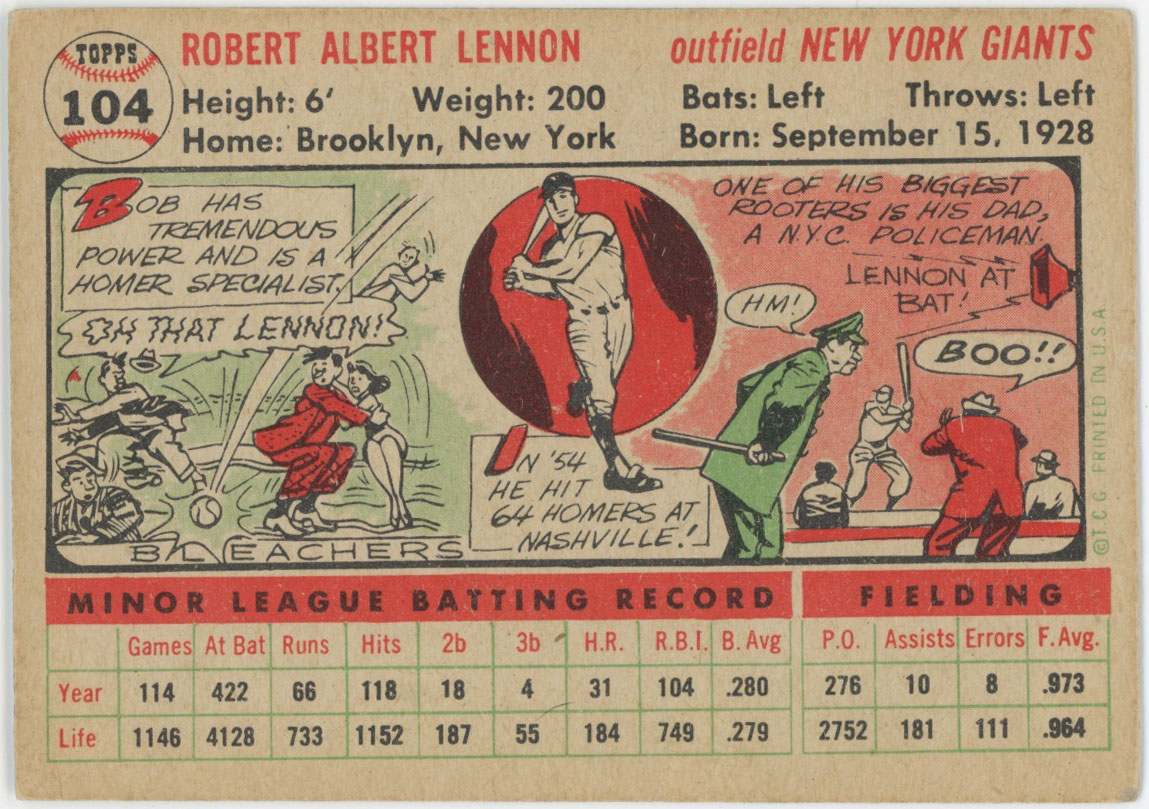 TOPPS
104
ROBERT ALBERT LENNON
outfield NEW YORK GIANTS
Height: 6' Weight: 200 Bats: Left Throws: Left
Home: Brooklyn, New York Born: September 15, 1928
BOB HAS
TREMENDOUS
POWER AND IS A
HOMER SPECIALIST.
OH THAT LENNON!
BLEACHERS
IN '54
HE HIT
64 HOMERS AT
NASHVILLE!
ONE OF HIS BIGGEST
ROOTERS IS HIS DAD,
A N.Y.C. POLICEMAN.
LENNON AT
BAT!
HM!
BOO!!
©T.C.G. PRINTED IN U.S.A.
MINOR LEAGUE BATTING RECORD FIELDING
Games At Bat Runs Hits 2b 3b H.R. R.B.I. B. Avg P.O. Assists Errors F. Avg.
Year 114 422 66 118 18 4 31 104 .280 276 10 8 .973
Life 1146 4128 733 1152 187 55 184 749 .279 2752 181 111 .964